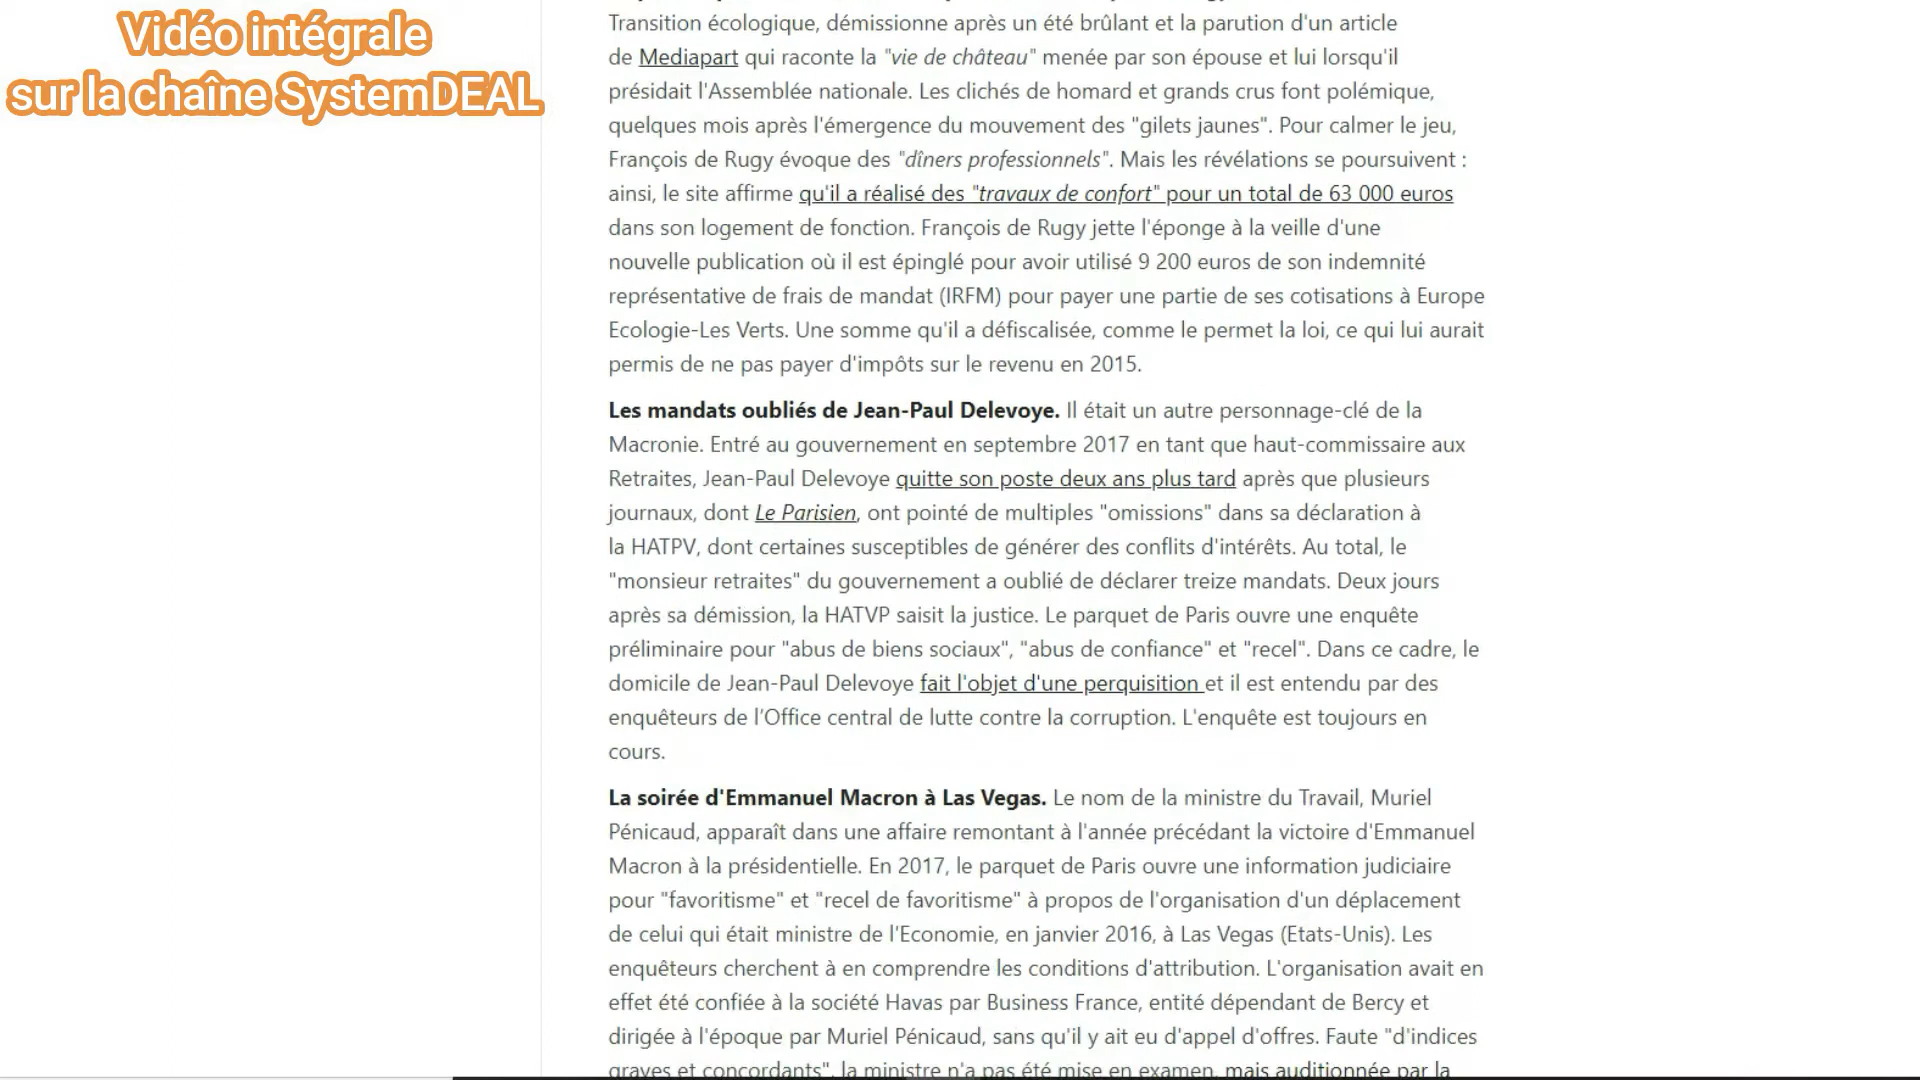 Vidéo intégrale
sur la chaîne SystemDEAL
Transition écologique, démissionne après un été brûlant et la parution d'un article
de Mediapart qui raconte la "vie de château" menée par son épouse et lui lorsqu'il
présidait l'Assemblée nationale. Les clichés de homard et grands crus font polémique,
quelques mois après l'émergence du mouvement des "gilets jaunes". Pour calmer le jeu,
François de Rugy évoque des "dîners professionnels". Mais les révélations se poursuivent :
ainsi, le site affirme qu'il a réalisé des "travaux de confort" pour un total de 63 000 euros
dans son logement de fonction. François de Rugy jette l'éponge à la veille d'une
nouvelle publication où il est épinglé pour avoir utilisé 9 200 euros de son indemnité
représentative de frais de mandat (IRFM) pour payer une partie de ses cotisations à Europe
Ecologie-Les Verts. Une somme qu'il a défiscalisée, comme le permet la loi, ce qui lui aurait
permis de ne pas payer d'impôts sur le revenu en 2015.
Les mandats oubliés de Jean-Paul Delevoye. Il était un autre personnage-clé de la
Macronie. Entré au gouvernement en septembre 2017 en tant que haut-commissaire aux
Retraites, Jean-Paul Delevoye quitte son poste deux ans plus tard après que plusieurs
journaux, dont Le Parisien, ont pointé de multiples "omissions" dans sa déclaration à
la HATPV, dont certaines susceptibles de générer des conflits d'intérêts. Au total, le
"monsieur retraites" du gouvernement a oublié de déclarer treize mandats. Deux jours
après sa démission, la HATVP saisit la justice. Le parquet de Paris ouvre une enquête
préliminaire pour "abus de biens sociaux", "abus de confiance" et "recel". Dans ce cadre, le
domicile de Jean-Paul Delevoye fait l'objet d'une perquisition et il est entendu par des
enquêteurs de l’Office central de lutte contre la corruption. L'enquête est toujours en
cours.
La soirée d'Emmanuel Macron à Las Vegas. Le nom de la ministre du Travail, Muriel
Pénicaud, apparaît dans une affaire remontant à l'année précédant la victoire d'Emmanuel
Macron à la présidentielle. En 2017, le parquet de Paris ouvre une information judiciaire
pour "favoritisme" et "recel de favoritisme" à propos de l'organisation d'un déplacement
de celui qui était ministre de l'Economie, en janvier 2016, à Las Vegas (Etats-Unis). Les
enquêteurs cherchent à en comprendre les conditions d'attribution. L'organisation avait en
effet été confiée à la société Havas par Business France, entité dépendant de Bercy et
dirigée à l'époque par Muriel Pénicaud, sans qu'il y ait eu d'appel d'offres. Faute "d'indices
graves et concordants", la ministre n'a pas été mise en examen, mais auditionnée par la